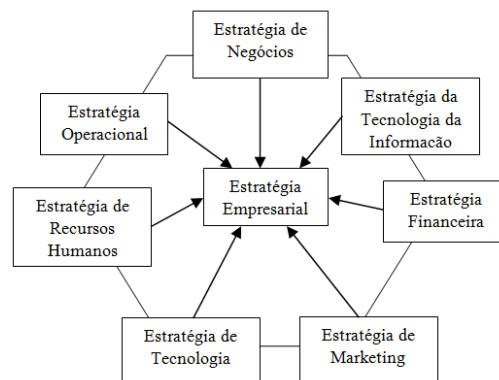 Estratégia de
Negócios
Estratégia
Operacional
Estratégia da
Tecnologia da
Informacão
Estratégia
Empresarial
Estratégia de
Recursos
Humanos
Estratégia
Financeira
Estratégia de
Tecnologia
Estratégia de
Marketing